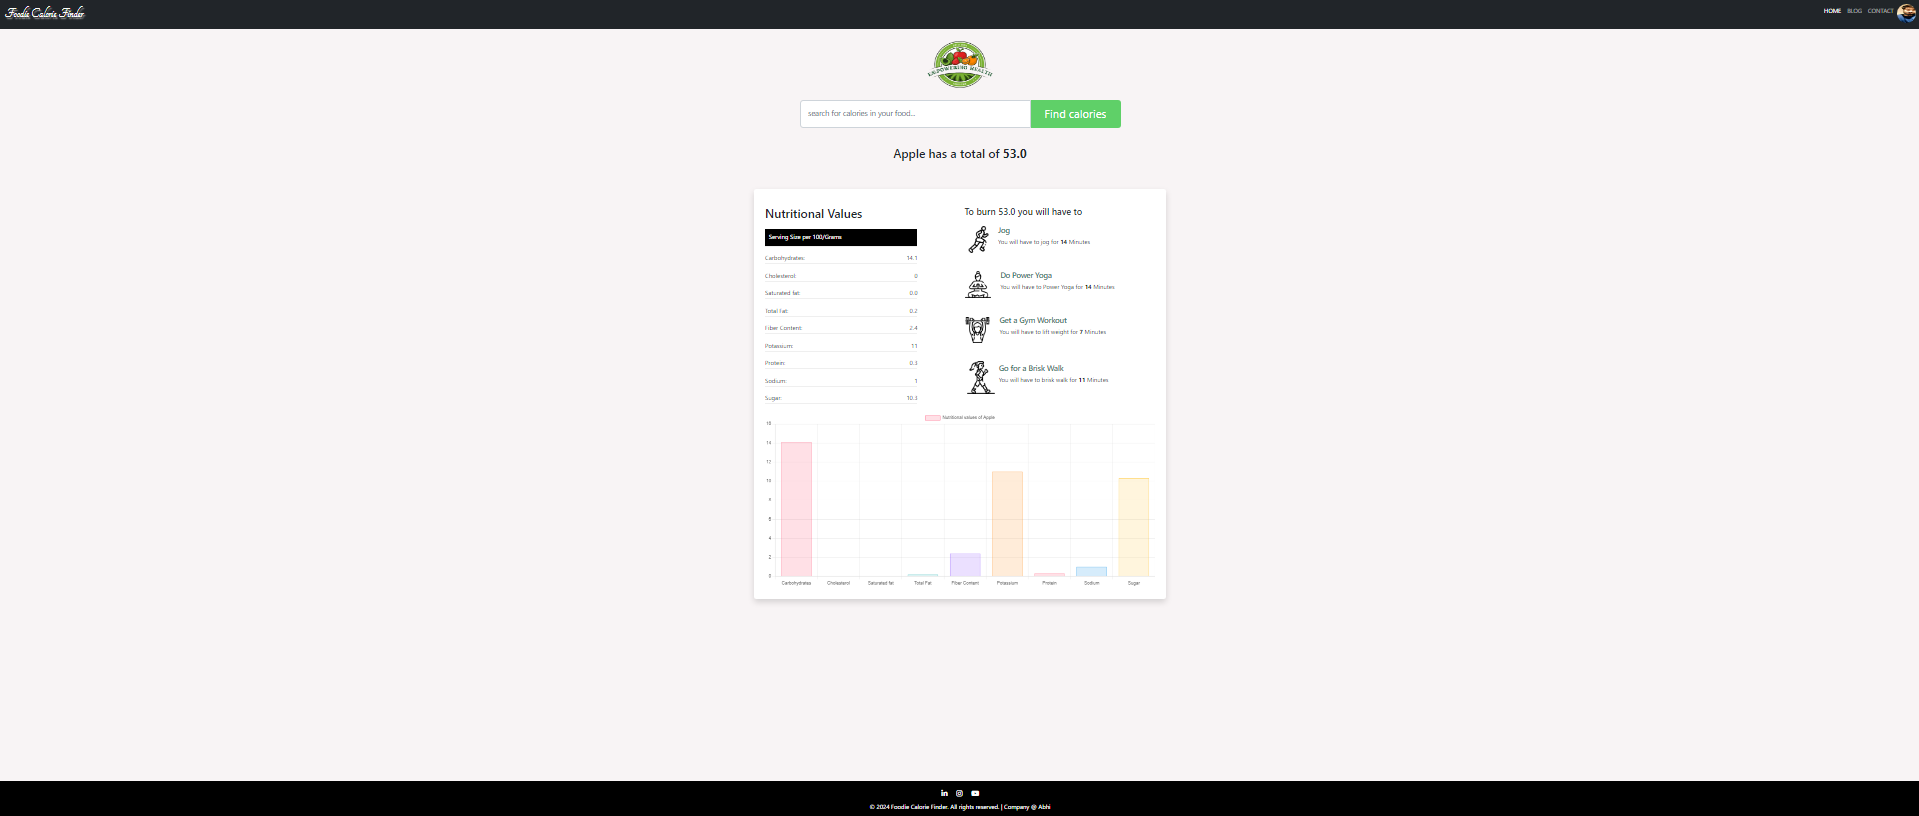 Foodie Calorie Finder
HOME BLOG CONTACT
EMPOWERING HEALTH
search for calories in your food...
Find calories
Apple has a total of 53.0
Nutritional Values
Serving Size per 100/Grams
Carbohydrates: 14.1
Cholesterol: 0
Saturated fat: 0.0
Total Fat: 0.2
Fiber Content: 2.4
Potassium: 11
Protein: 0.3
Sodium: 1
Sugar: 10.3
To burn 53.0 you will have to
Jog
You will have to jog for 14 Minutes
Do Power Yoga
You will have to Power Yoga for 14 Minutes
Get a Gym Workout
You will have to lift weight for 7 Minutes
Go for a Brisk Walk
You will have to brisk walk for 11 Minutes
Nutritional values of Apple
16
14
12
10
8
6
4
2
0
Carbohydrates Cholesterol Saturated fat Total Fat Fiber Content Potassium Protein Sodium Sugar
in
© 2024 Foodie Calorie Finder. All rights reserved. | Company @ Abhi